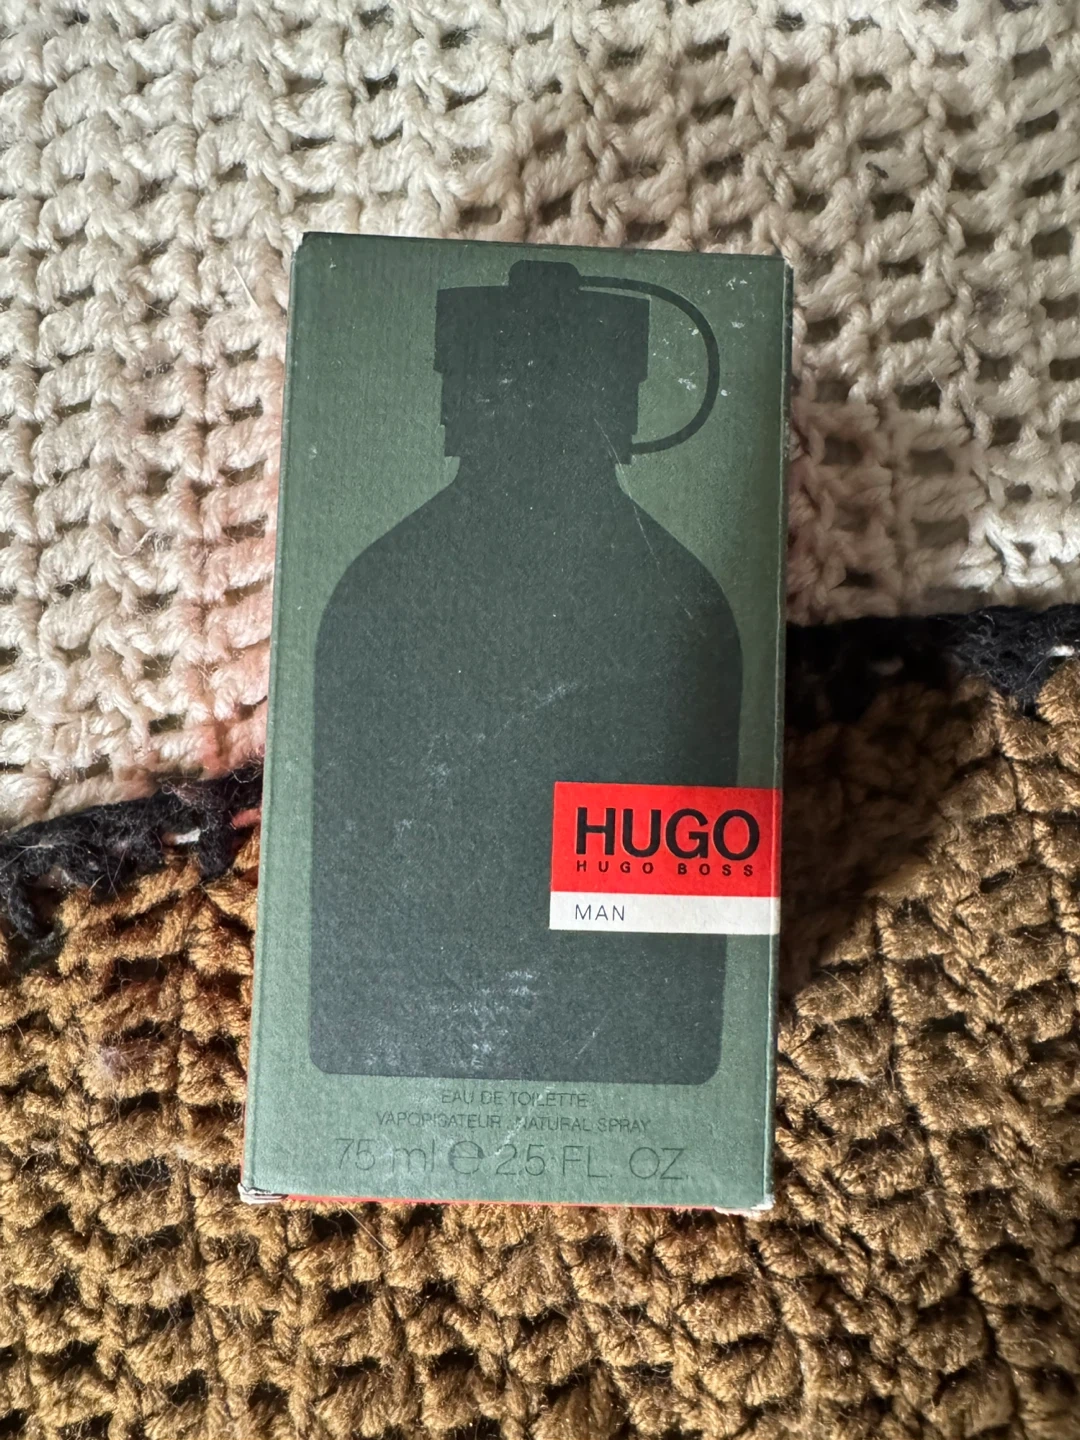 HUGO
HUGO BOSS
MAN
EAU DE TOILETTE
VAPORISATEUR . NATURAL SPRAY
75 ml ℮ 2.5 FL. OZ.